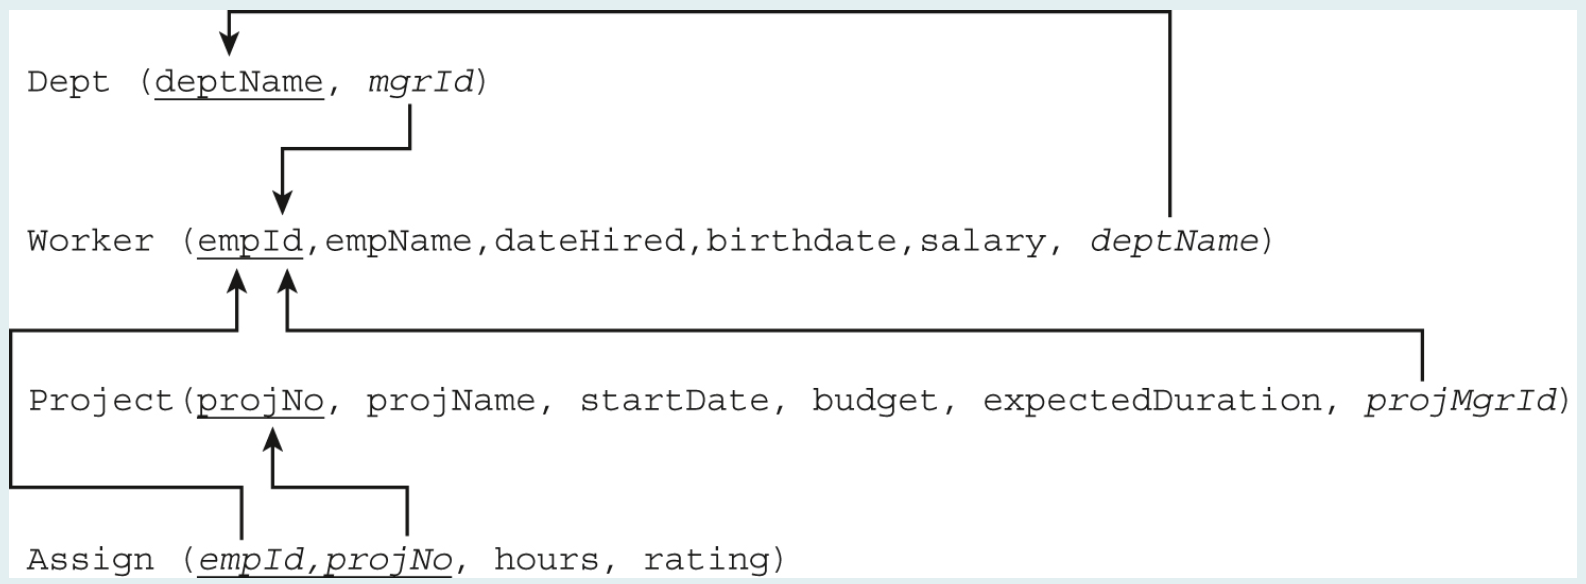 Dept (deptName, mgrId)
Worker (empId,empName,dateHired,birthdate,salary, deptName)
Project(projNo, projName, startDate, budget, expectedDuration, projMgrId)
Assign (empId,projNo, hours, rating)